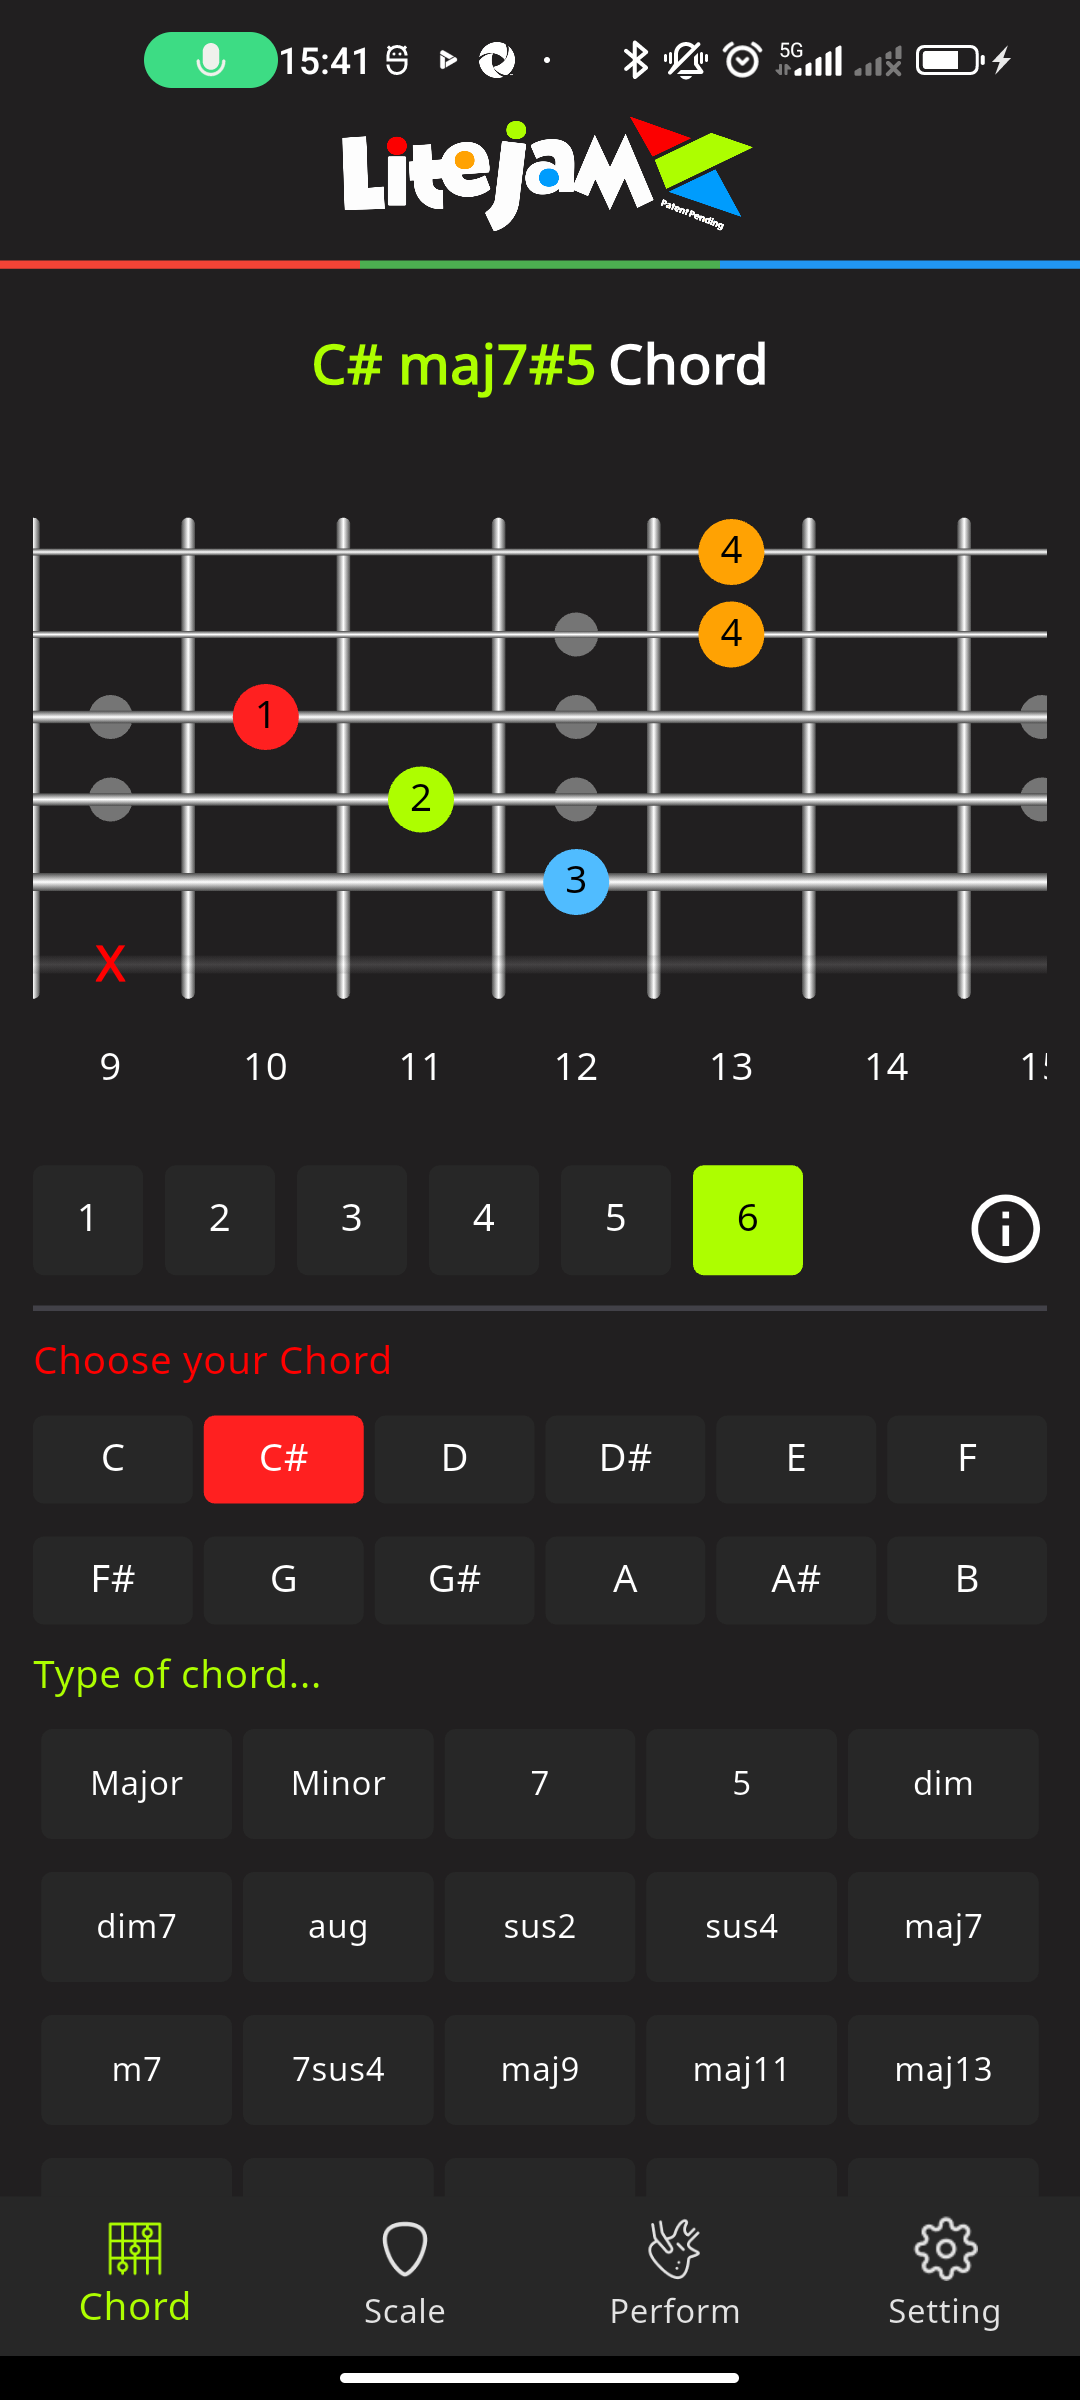 15:41 5G
LiteJam
Patent Pending
C# maj7#5 Chord
4
4
1
2
3
X
9 10 11 12 13 14 15
1 2 3 4 5 6
Choose your Chord
C C# D D# E F
F# G G# A A# B
Type of chord...
Major Minor 7 5 dim
dim7 aug sus2 sus4 maj7
m7 7sus4 maj9 maj11 maj13
Chord Scale Perform Setting